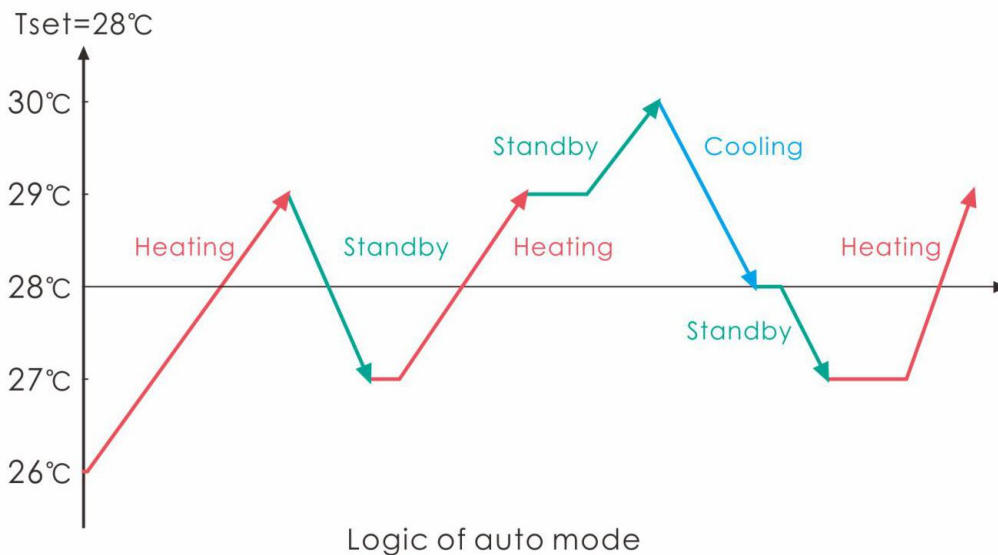 Tset=28℃
30℃
Standby
Cooling
29℃
Heating
Standby
Heating
Heating
28℃
Standby
27℃
26℃
Logic of auto mode